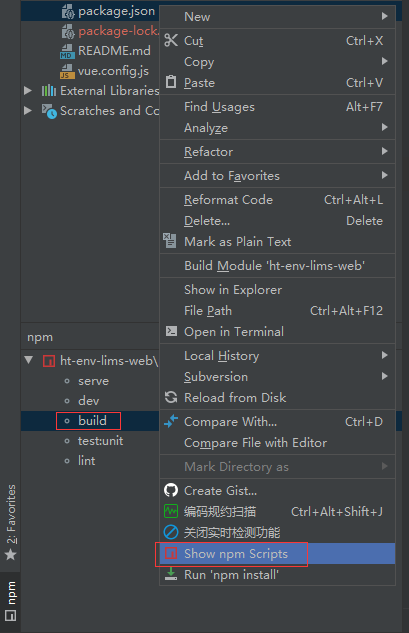 package.json
package-lock.
README.md
vue.config.js
External Libraries
Scratches and Co
New
Cut Ctrl+X
Copy
Paste Ctrl+V
Find Usages Alt+F7
Analyze
Refactor
Add to Favorites
Reformat Code Ctrl+Alt+L
Delete... Delete
Mark as Plain Text
Build Module 'ht-env-lims-web'
Show in Explorer
File Path Ctrl+Alt+F12
Open in Terminal
Local History
Subversion
Reload from Disk
Compare With... Ctrl+D
Compare File with Editor
Mark Directory as
Create Gist...
编码规约扫描 Ctrl+Alt+Shift+J
关闭实时检测功能
Show npm Scripts
Run 'npm install'
npm
ht-env-lims-web\
serve
dev
build
test:unit
lint
2: Favorites
npm